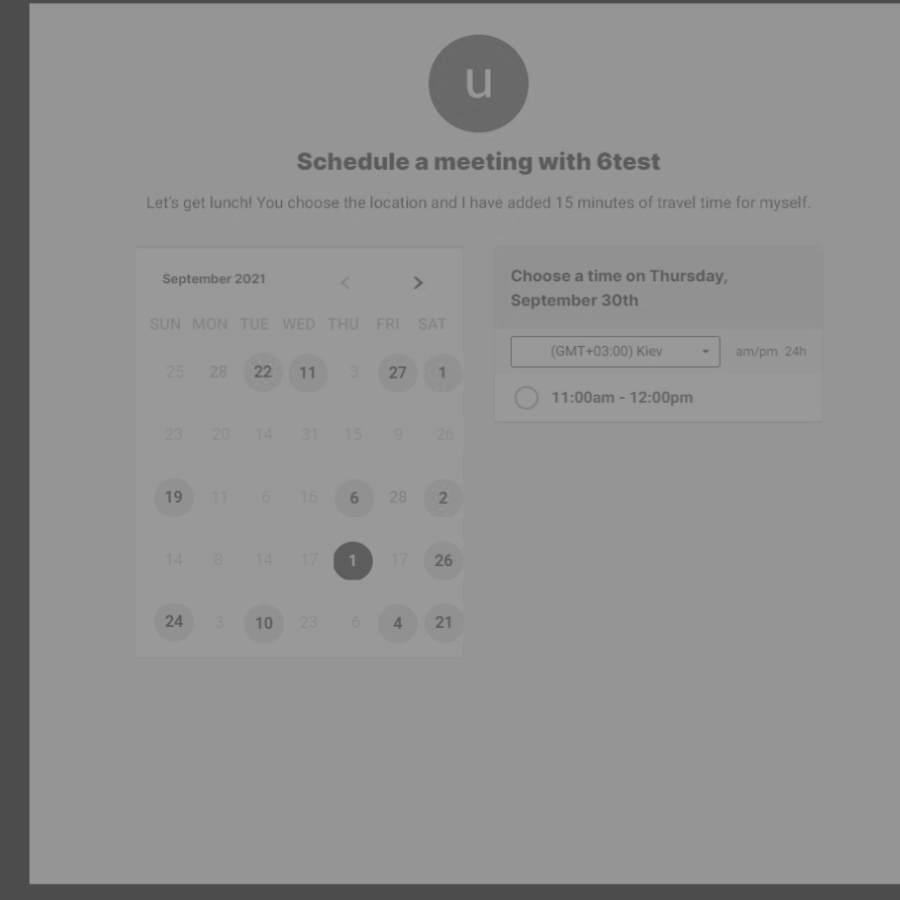 u
Schedule a meeting with 6test
Let's get lunch! You choose the location and I have added 15 minutes of travel time for myself.
September 2021
SUN MON TUE WED THU FRI SAT
25 28 22 11 3 27 1
23 20 14 31 15 9 26
19 11 6 16 6 28 2
14 8 14 17 1 17 26
24 3 10 23 6 4 21
Choose a time on Thursday,
September 30th
(GMT+03:00) Kiev am/pm 24h
11:00am - 12:00pm